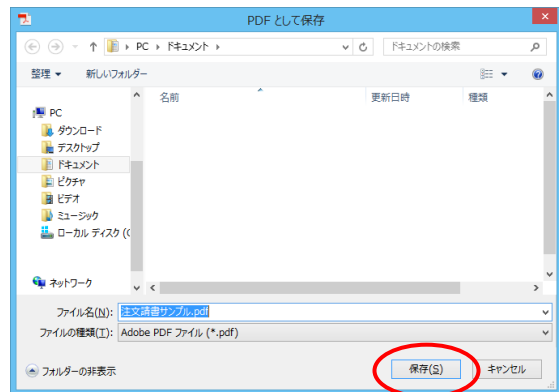 PDF として保存
PC ドキュメント ドキュメントの検索
整理 新しいフォルダー
名前 更新日時 種類
PC
ダウンロード
デスクトップ
ドキュメント
ピクチャ
ビデオ
ミュージック
ローカル ディスク (C
ネットワーク
ファイル名(N): 注文請書サンプル.pdf
ファイルの種類(T): Adobe PDF ファイル (*.pdf)
フォルダーの非表示 保存(S) キャンセル